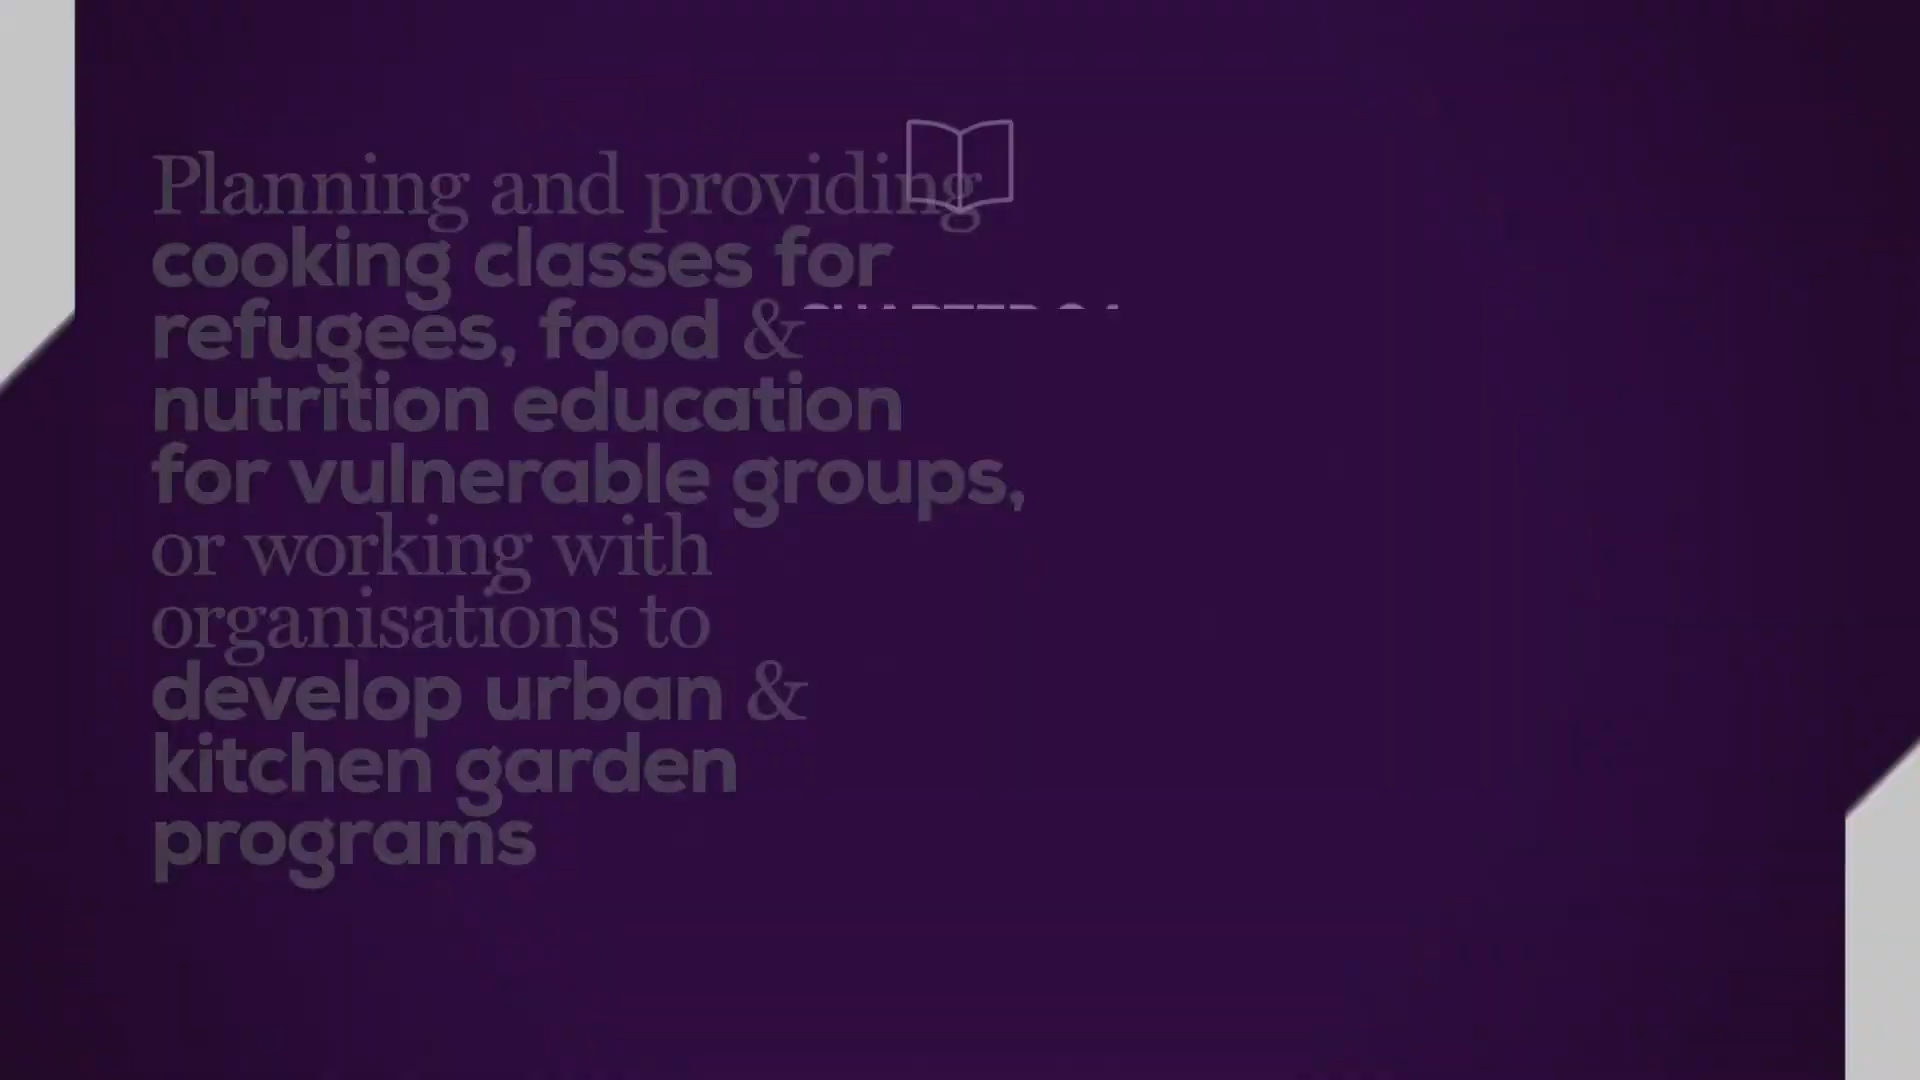 Planning and providing
cooking classes for
refugees, food &
nutrition education
for vulnerable groups,
or working with
organisations to
develop urban &
kitchen garden
programs